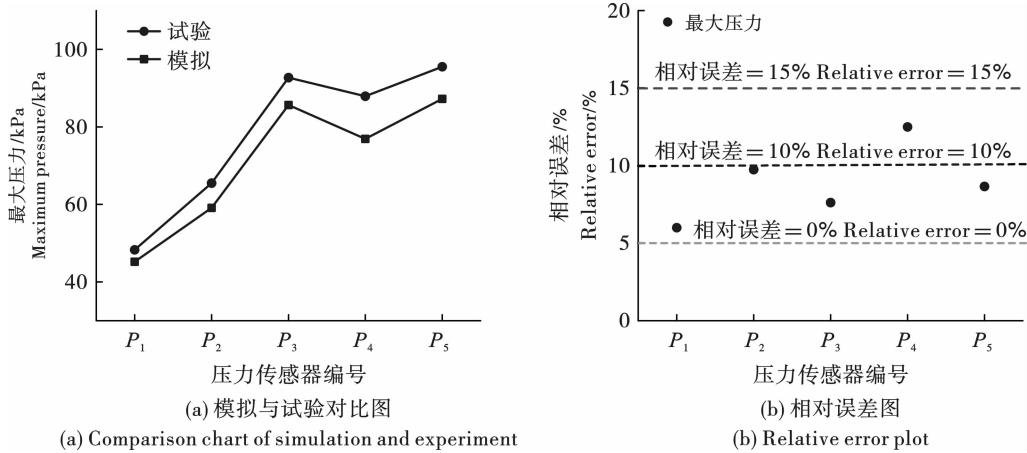 试验
模拟
100
80
60
40
最大压力/kPa
Maximum pressure/kPa
P₁ P₂ P₃ P₄ P₅
压力传感器编号
(a) 模拟与试验对比图
(a) Comparison chart of simulation and experiment
20
15
10
5
0
相对误差/%
Relative error/%
最大压力
相对误差=15% Relative error=15%
相对误差=10% Relative error=10%
相对误差=0% Relative error=0%
P₁ P₂ P₃ P₄ P₅
压力传感器编号
(b) 相对误差图
(b) Relative error plot